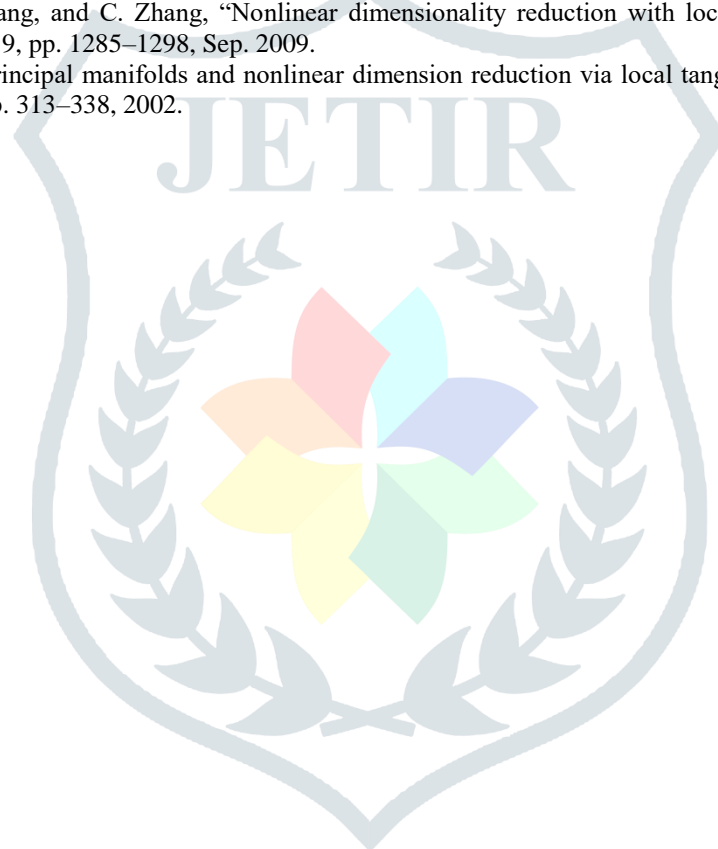 ang, and C. Zhang, “Nonlinear dimensionality reduction with loc
9, pp. 1285–1298, Sep. 2009.
rincipal manifolds and nonlinear dimension reduction via local tang
. 313–338, 2002.
JETIR